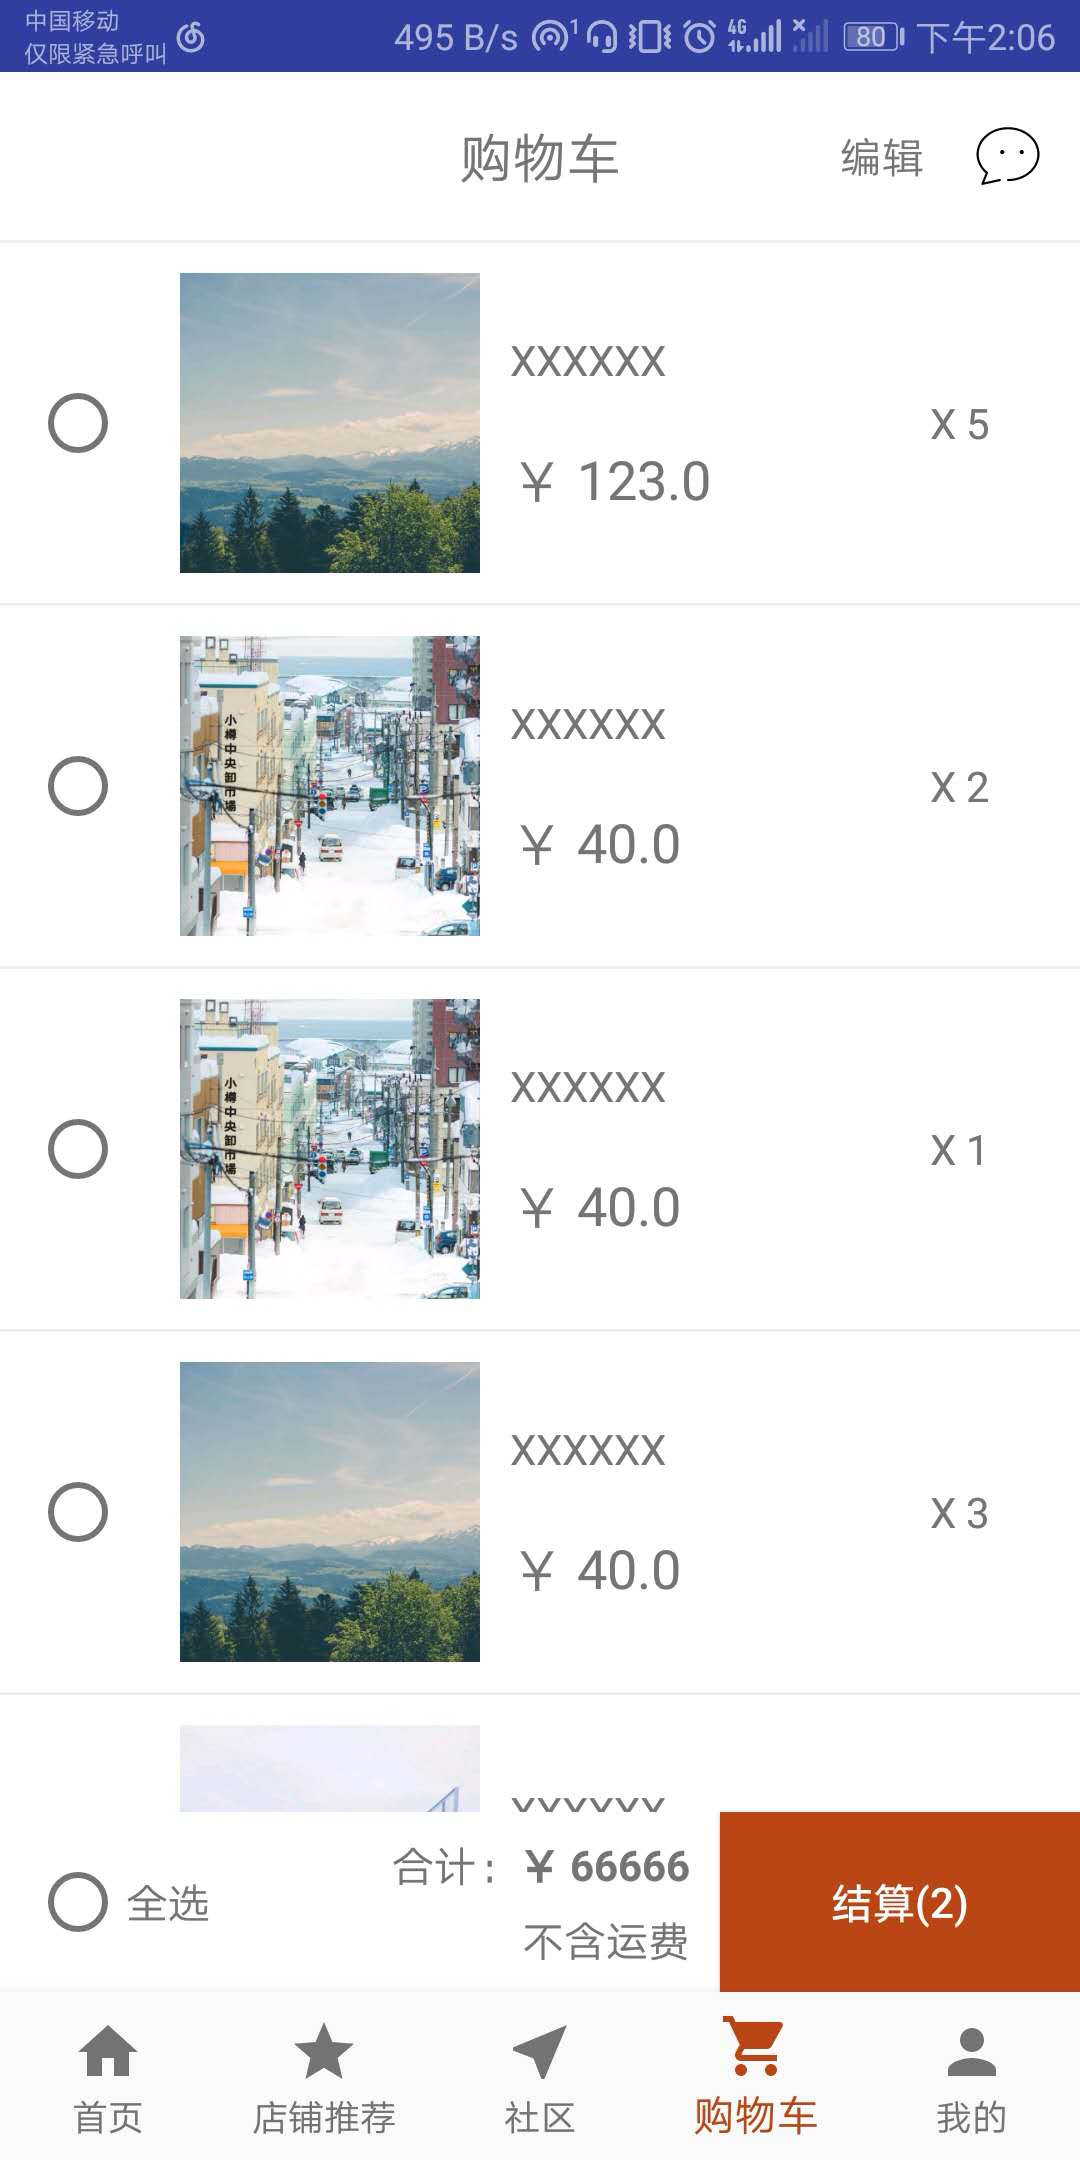 中国移动
仅限紧急呼叫
495 B/s 1 4G 80 下午2:06
购物车 编辑
XXXXXX
X 5
￥ 123.0
小樽中央卸市場
XXXXXX
X 2
￥ 40.0
小樽中央卸市場
XXXXXX
X 1
￥ 40.0
XXXXXX
X 3
￥ 40.0
全选
合计: ￥ 66666
不含运费
结算(2)
首页 店铺推荐 社区 购物车 我的